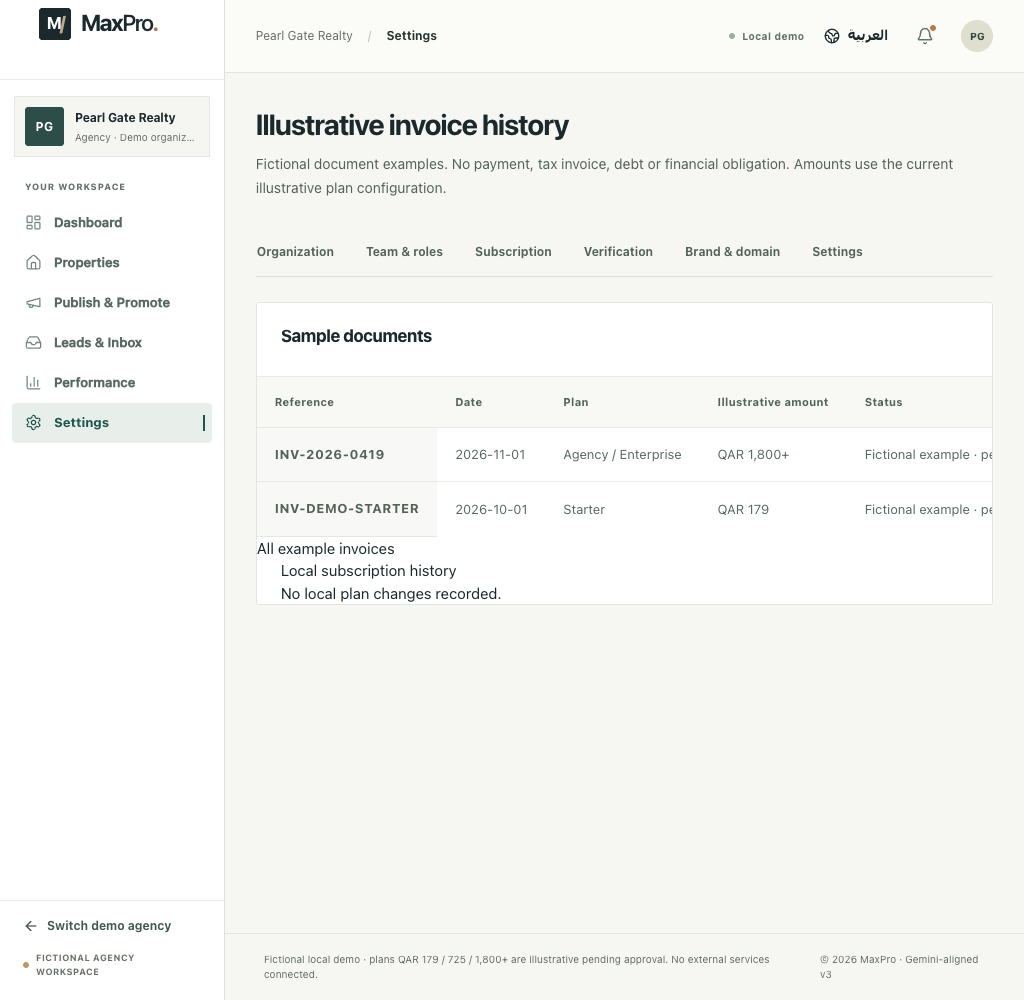 M/ MaxPro.
Pearl Gate Realty / Settings
Local demo
العربية
PG
PG
Pearl Gate Realty
Agency · Demo organiz...
YOUR WORKSPACE
Dashboard
Properties
Publish & Promote
Leads & Inbox
Performance
Settings
Switch demo agency
FICTIONAL AGENCY
WORKSPACE
Illustrative invoice history
Fictional document examples. No payment, tax invoice, debt or financial obligation. Amounts use the current
illustrative plan configuration.
Organization Team & roles Subscription Verification Brand & domain Settings
Sample documents
Reference Date Plan Illustrative amount Status
INV-2026-0419 2026-11-01 Agency / Enterprise QAR 1,800+ Fictional example · pe
INV-DEMO-STARTER 2026-10-01 Starter QAR 179 Fictional example · pe
All example invoices
Local subscription history
No local plan changes recorded.
Fictional local demo · plans QAR 179 / 725 / 1,800+ are illustrative pending approval. No external services
connected.
© 2026 MaxPro · Gemini-aligned
v3